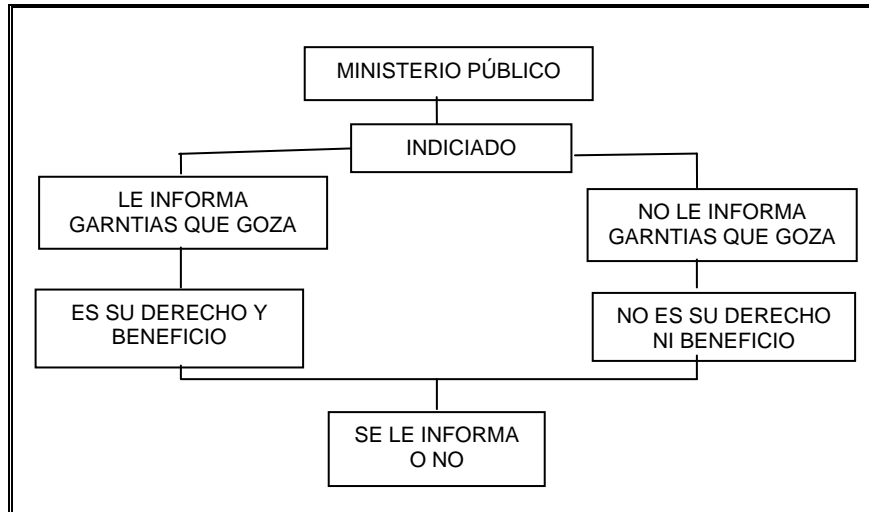 MINISTERIO PÚBLICO
INDICIADO
LE INFORMA
GARNTIAS QUE GOZA
NO LE INFORMA
GARNTIAS QUE GOZA
ES SU DERECHO Y
BENEFICIO
NO ES SU DERECHO
NI BENEFICIO
SE LE INFORMA
O NO